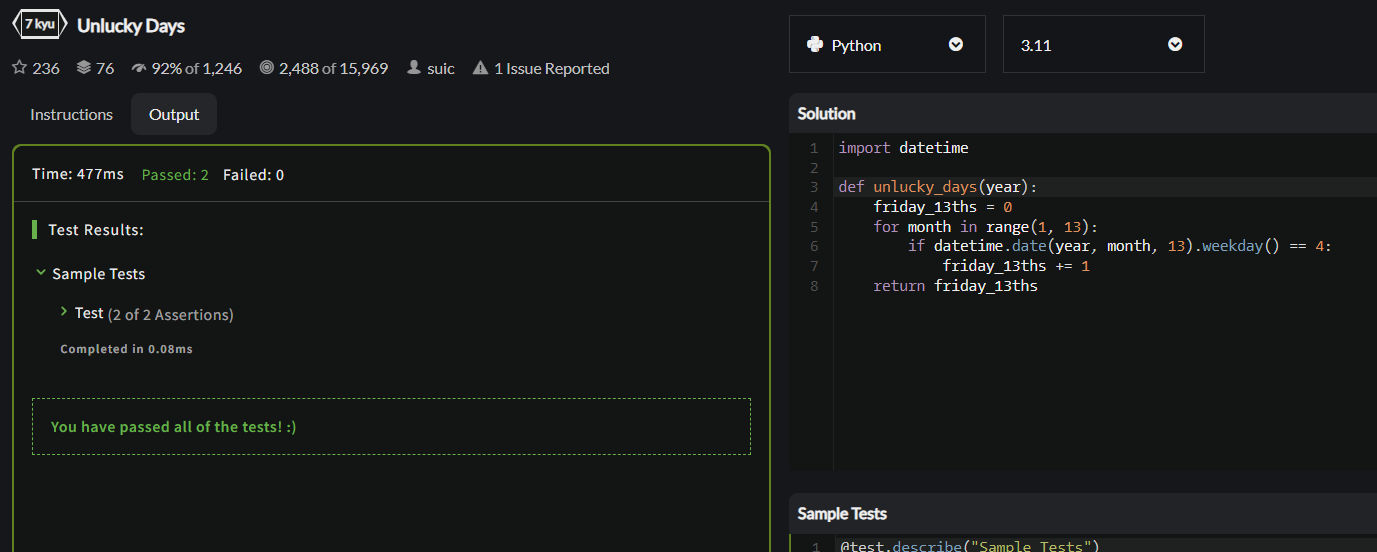 7 kyu Unlucky Days
236 76 92% of 1,246 2,488 of 15,969 suic 1 Issue Reported
Instructions Output
Time: 477ms Passed: 2 Failed: 0
Test Results:
Sample Tests
Test (2 of 2 Assertions)
Completed in 0.08ms
You have passed all of the tests! :)
Python 3.11
Solution
1 import datetime
2
3 def unlucky_days(year):
4     friday_13ths = 0
5     for month in range(1, 13):
6         if datetime.date(year, month, 13).weekday() == 4:
7             friday_13ths += 1
8     return friday_13ths
Sample Tests
1 @test.describe("Sample Tests")